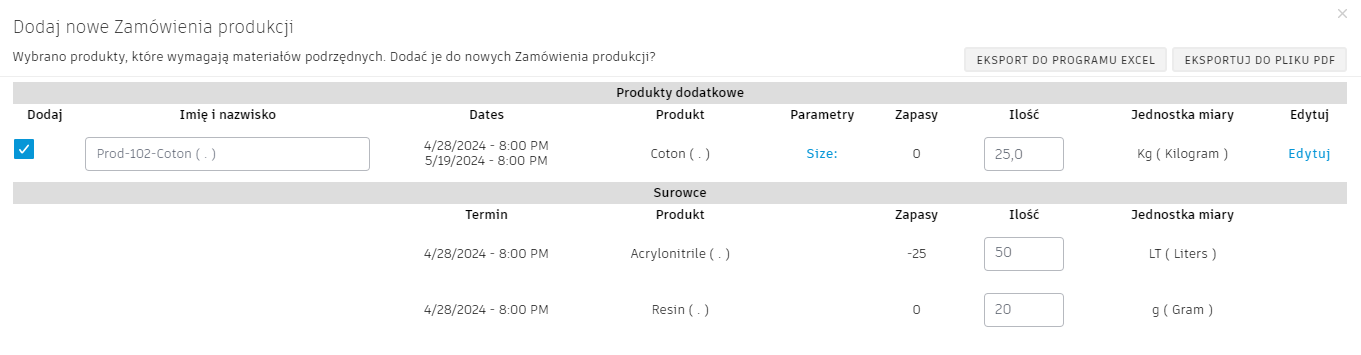 ×
Dodaj nowe Zamówienia produkcji
Wybrano produkty, które wymagają materiałów podrzędnych. Dodać je do nowych Zamówienia produkcji?
EKSPORT DO PROGRAMU EXCEL EKSPORTUJ DO PLIKU PDF
Produkty dodatkowe
Dodaj Imię i nazwisko Dates Produkt Parametry Zapasy Ilość Jednostka miary Edytuj
4/28/2024 - 8:00 PM
Prod-102-Coton ( . ) Coton ( . ) Size: 0 25,0 Kg ( Kilogram ) Edytuj
5/19/2024 - 8:00 PM
Surowce
Termin Produkt Zapasy Ilość Jednostka miary
4/28/2024 - 8:00 PM Acrylonitrile ( . ) -25 50 LT ( Liters )
4/28/2024 - 8:00 PM Resin ( . ) 0 20 g ( Gram )